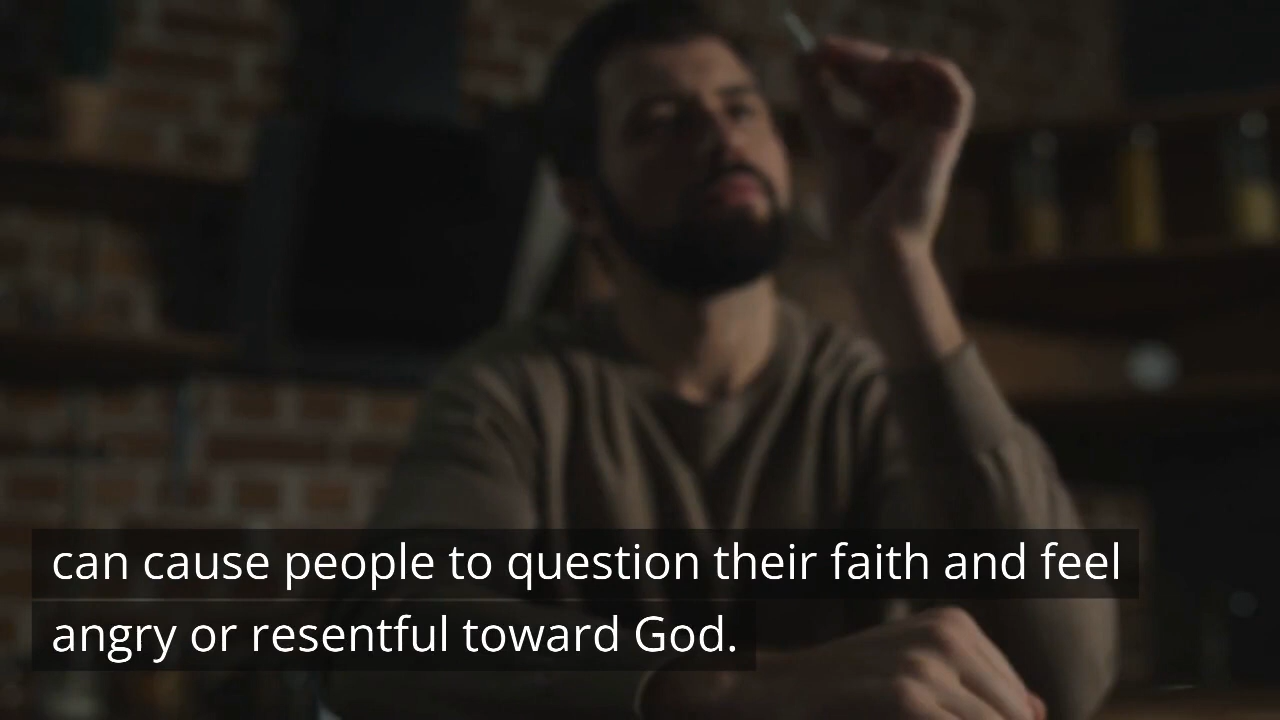 can cause people to question their faith and feel
angry or resentful toward God.